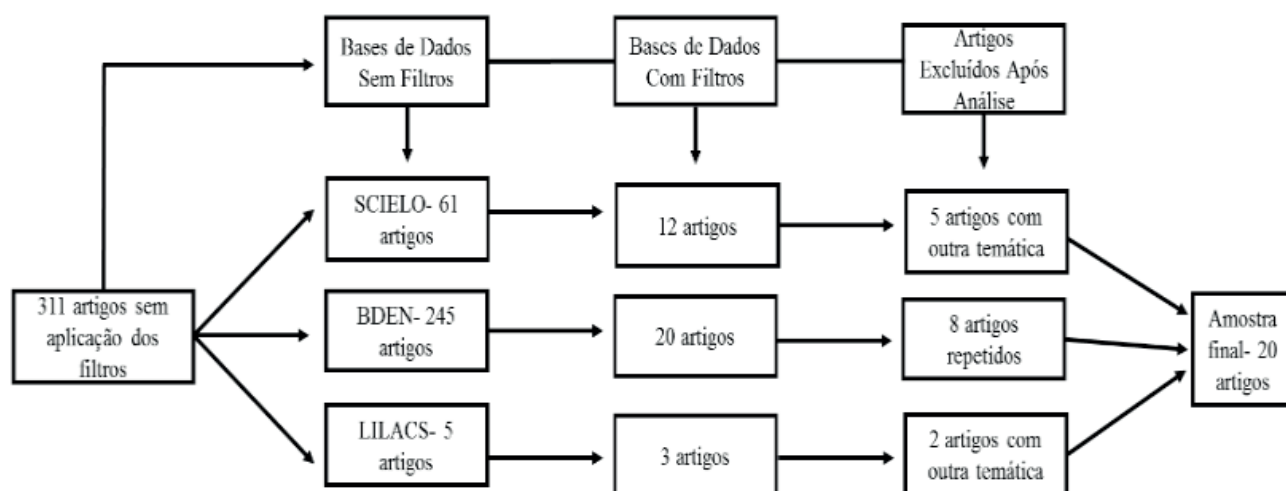 Bases de Dados
Sem Filtros
Bases de Dados
Com Filtros
Artigos
Excluídos Após
Análise
SCIELO- 61
artigos
12 artigos
5 artigos com
outra temática
311 artigos sem
aplicação dos
filtros
BDEN- 245
artigos
20 artigos
8 artigos
repetidos
Amostra
final- 20
artigos
LILACS- 5
artigos
3 artigos
2 artigos com
outra temática